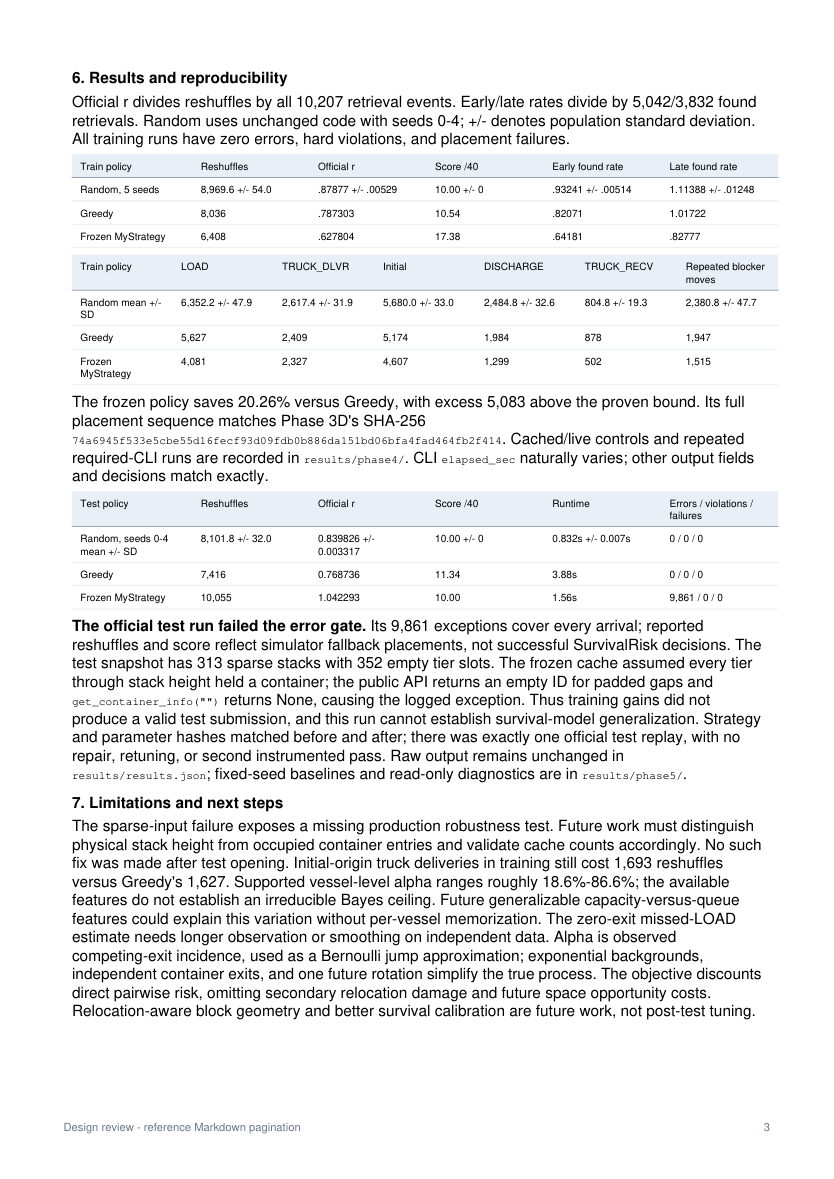 6. Results and reproducibility
Official r divides reshuffles by all 10,207 retrieval events. Early/late rates divide by 5,042/3,832 found
retrievals. Random uses unchanged code with seeds 0-4; +/- denotes population standard deviation.
All training runs have zero errors, hard violations, and placement failures.
Train policy Reshuffles Official r Score /40 Early found rate Late found rate
Random, 5 seeds 8,969.6 +/- 54.0 .87877 +/- .00529 10.00 +/- 0 .93241 +/- .00514 1.11388 +/- .01248
Greedy 8,036 .787303 10.54 .82071 1.01722
Frozen MyStrategy 6,408 .627804 17.38 .64181 .82777
Train policy LOAD TRUCK_DLVR Initial DISCHARGE TRUCK_RECV Repeated blocker
moves
Random mean +/- 6,352.2 +/- 47.9 2,617.4 +/- 31.9 5,680.0 +/- 33.0 2,484.8 +/- 32.6 804.8 +/- 19.3 2,380.8 +/- 47.7
SD
Greedy 5,627 2,409 5,174 1,984 878 1,947
Frozen 4,081 2,327 4,607 1,299 502 1,515
MyStrategy
The frozen policy saves 20.26% versus Greedy, with excess 5,083 above the proven bound. Its full
placement sequence matches Phase 3D's SHA-256
74a6945f533e5cbe55d16fecf93d09fdb0b886da151bd06bfa4fad464fb2f414. Cached/live controls and repeated
required-CLI runs are recorded in results/phase4/. CLI elapsed_sec naturally varies; other output fields
and decisions match exactly.
Test policy Reshuffles Official r Score /40 Runtime Errors / violations /
failures
Random, seeds 0-4 8,101.8 +/- 32.0 0.839826 +/- 10.00 +/- 0 0.832s +/- 0.007s 0 / 0 / 0
mean +/- SD 0.003317
Greedy 7,416 0.768736 11.34 3.88s 0 / 0 / 0
Frozen MyStrategy 10,055 1.042293 10.00 1.56s 9,861 / 0 / 0
The official test run failed the error gate. Its 9,861 exceptions cover every arrival; reported
reshuffles and score reflect simulator fallback placements, not successful SurvivalRisk decisions. The
test snapshot has 313 sparse stacks with 352 empty tier slots. The frozen cache assumed every tier
through stack height held a container; the public API returns an empty ID for padded gaps and
get_container_info("") returns None, causing the logged exception. Thus training gains did not
produce a valid test submission, and this run cannot establish survival-model generalization. Strategy
and parameter hashes matched before and after; there was exactly one official test replay, with no
repair, retuning, or second instrumented pass. Raw output remains unchanged in
results/results.json; fixed-seed baselines and read-only diagnostics are in results/phase5/.
7. Limitations and next steps
The sparse-input failure exposes a missing production robustness test. Future work must distinguish
physical stack height from occupied container entries and validate cache counts accordingly. No such
fix was made after test opening. Initial-origin truck deliveries in training still cost 1,693 reshuffles
versus Greedy's 1,627. Supported vessel-level alpha ranges roughly 18.6%-86.6%; the available
features do not establish an irreducible Bayes ceiling. Future generalizable capacity-versus-queue
features could explain this variation without per-vessel memorization. The zero-exit missed-LOAD
estimate needs longer observation or smoothing on independent data. Alpha is observed
competing-exit incidence, used as a Bernoulli jump approximation; exponential backgrounds,
independent container exits, and one future rotation simplify the true process. The objective discounts
direct pairwise risk, omitting secondary relocation damage and future space opportunity costs.
Relocation-aware block geometry and better survival calibration are future work, not post-test tuning.
Design review - reference Markdown pagination 3